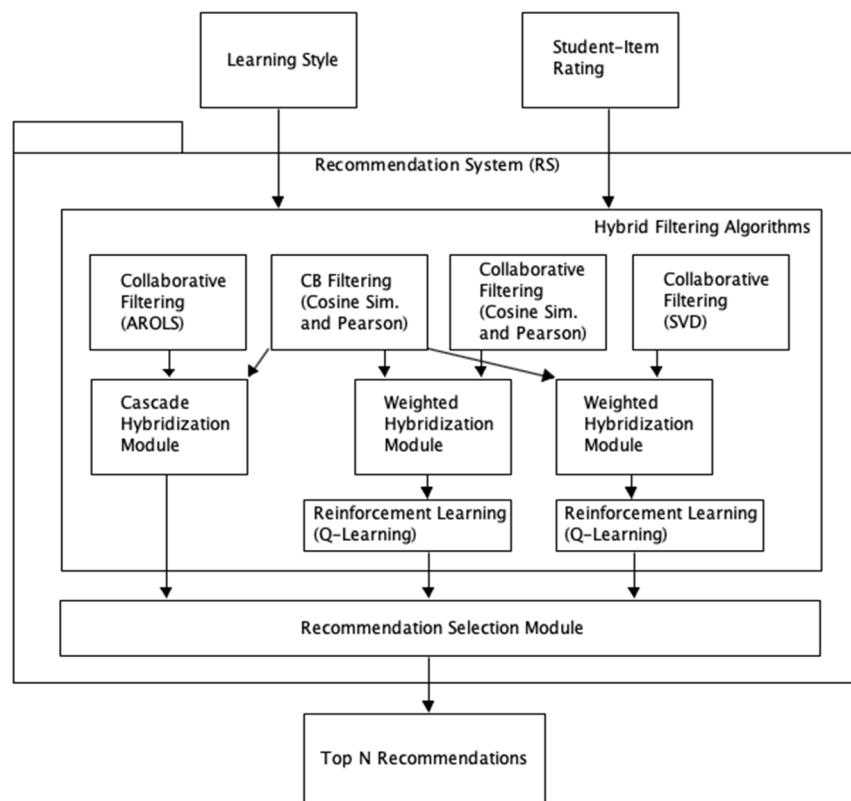 Learning Style
Student-Item
Rating
Recommendation System (RS)
Hybrid Filtering Algorithms
Collaborative
Filtering
(AROLS)
CB Filtering
(Cosine Sim.
and Pearson)
Collaborative
Filtering
(Cosine Sim.
and Pearson)
Collaborative
Filtering
(SVD)
Cascade
Hybridization
Module
Weighted
Hybridization
Module
Weighted
Hybridization
Module
Reinforcement Learning
(Q-Learning)
Reinforcement Learning
(Q-Learning)
Recommendation Selection Module
Top N Recommendations